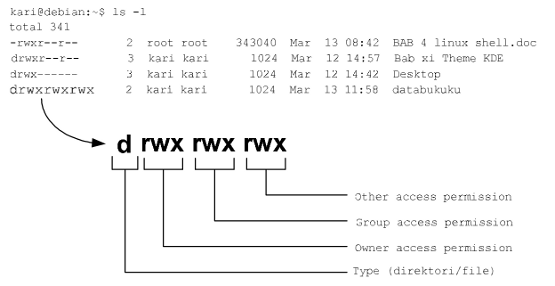 kari@debian:~$ ls -l
total 341
-rwxr--r-- 2 root root 343040 Mar 13 08:42 BAB 4 linux shell.doc
drwxr--r-- 3 kari kari 1024 Mar 12 14:57 Bab xi Theme KDE
drwx------ 3 kari kari 1024 Mar 12 14:42 Desktop
drwxrwxrwx 2 kari kari 1024 Mar 13 11:58 databukuku
d rwx rwx rwx
Other access permission
Group access permission
Owner access permission
Type (direktori/file)